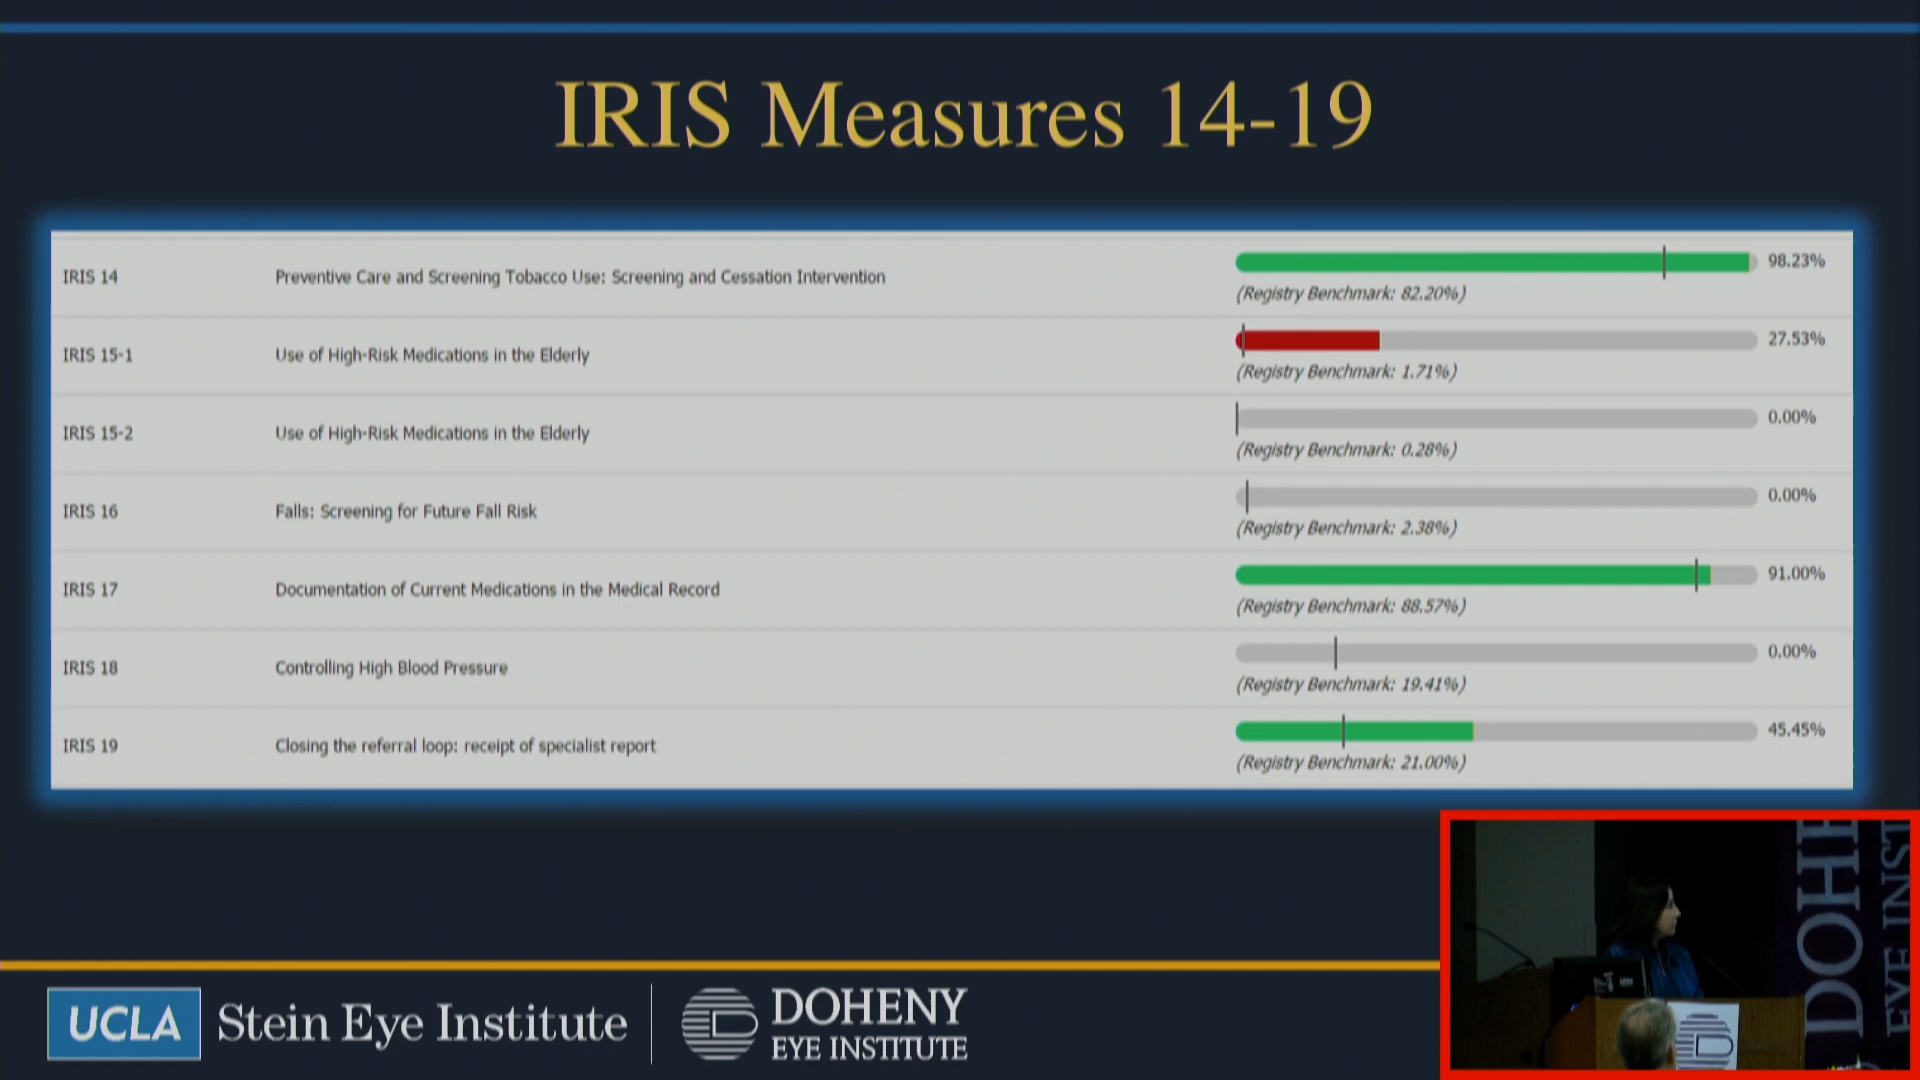 IRIS Measures 14-19
IRIS 14 Preventive Care and Screening Tobacco Use: Screening and Cessation Intervention 98.23%
(Registry Benchmark: 82.20%)
IRIS 15-1 Use of High-Risk Medications in the Elderly 27.53%
(Registry Benchmark: 1.71%)
IRIS 15-2 Use of High-Risk Medications in the Elderly 0.00%
(Registry Benchmark: 0.28%)
IRIS 16 Falls: Screening for Future Fall Risk 0.00%
(Registry Benchmark: 2.38%)
IRIS 17 Documentation of Current Medications in the Medical Record 91.00%
(Registry Benchmark: 88.57%)
IRIS 18 Controlling High Blood Pressure 0.00%
(Registry Benchmark: 19.41%)
IRIS 19 Closing the referral loop: receipt of specialist report 45.45%
(Registry Benchmark: 21.00%)
UCLA Stein Eye Institute
DOHENY
EYE INSTITUTE
DOHE
EYE INST